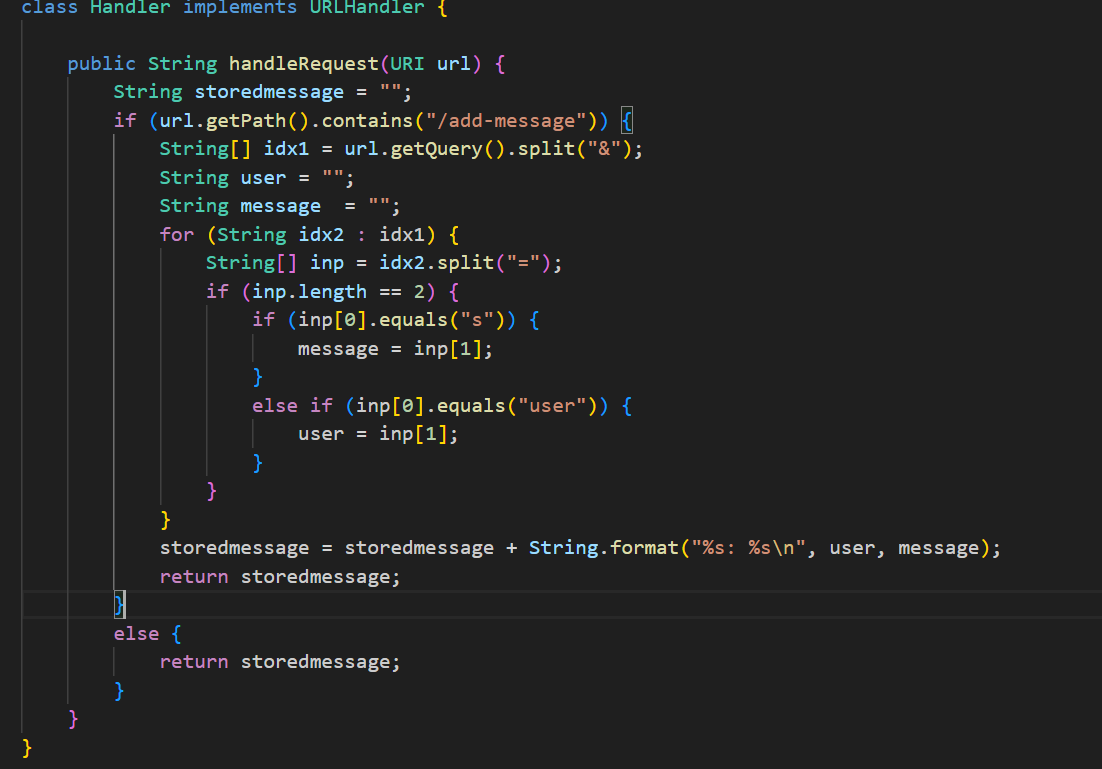 class Handler implements URLHandler {
public String handleRequest(URI url) {
String storedmessage = "";
if (url.getPath().contains("/add-message")) {
String[] idx1 = url.getQuery().split("&");
String user = "";
String message  = "";
for (String idx2 : idx1) {
String[] inp = idx2.split("=");
if (inp.length == 2) {
if (inp[0].equals("s")) {
message = inp[1];
}
else if (inp[0].equals("user")) {
user = inp[1];
}
}
}
storedmessage = storedmessage + String.format("%s: %s\n", user, message);
return storedmessage;
}
else {
return storedmessage;
}
}
}